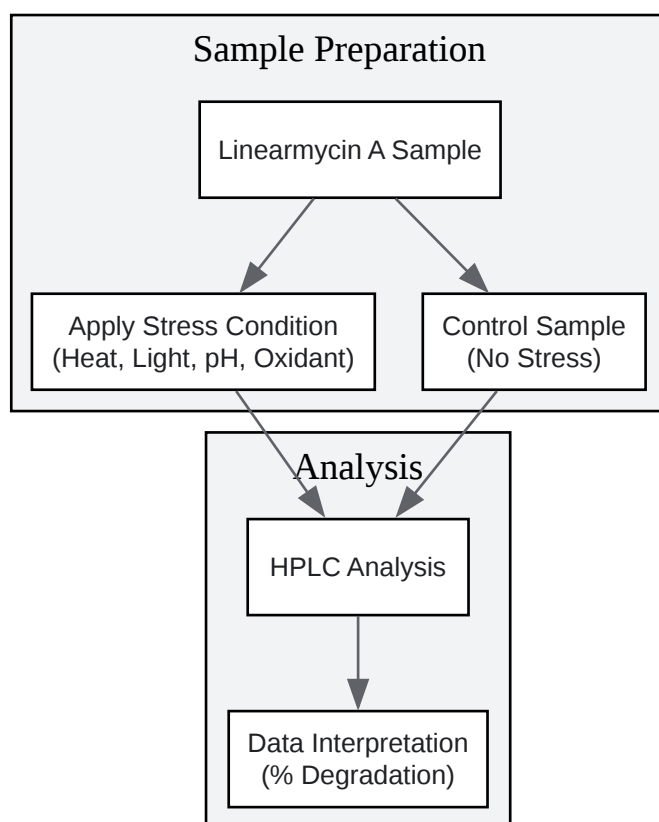 Sample Preparation
Linearmycin A Sample
Apply Stress Condition
(Heat, Light, pH, Oxidant)
Control Sample
(No Stress)
Analysis
HPLC Analysis
Data Interpretation
(% Degradation)